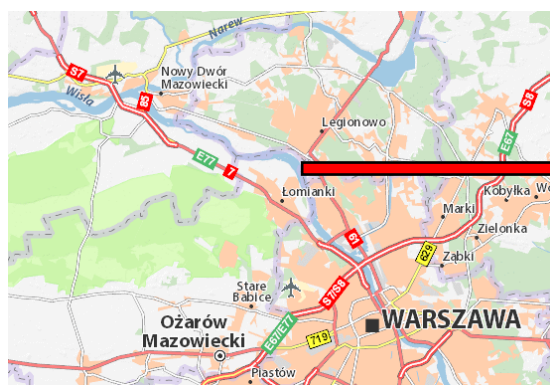 Narew
S7
Nowy Dwór
Mazowiecki
Wisła
85
S8
Legionowo
E67
E77
7
Łomianki
Kobyłka
Wo
Marki
61
Zielonka
629
Ząbki
Stare
Babice
S7/S8
WARSZAWA
Ożarów
Mazowiecki
E67/E77
719
Piastów